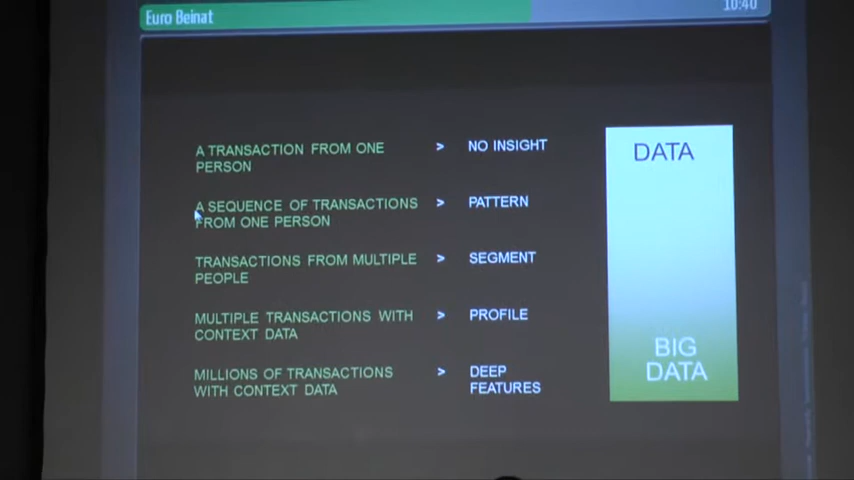 Euro Beinat
10:40
A TRANSACTION FROM ONE
PERSON
>
NO INSIGHT
A SEQUENCE OF TRANSACTIONS
FROM ONE PERSON
>
PATTERN
TRANSACTIONS FROM MULTIPLE
PEOPLE
>
SEGMENT
MULTIPLE TRANSACTIONS WITH
CONTEXT DATA
>
PROFILE
MILLIONS OF TRANSACTIONS
WITH CONTEXT DATA
>
DEEP
FEATURES
DATA
BIG
DATA